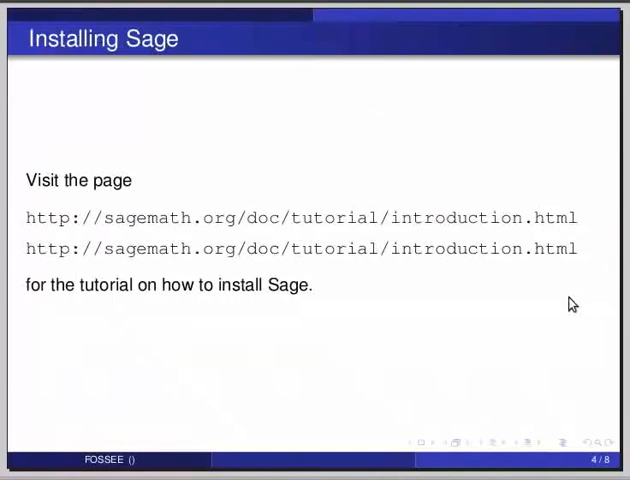 Installing Sage
Visit the page
http://sagemath.org/doc/tutorial/introduction.html
http://sagemath.org/doc/tutorial/introduction.html
for the tutorial on how to install Sage.
FOSSEE ()
4 / 8